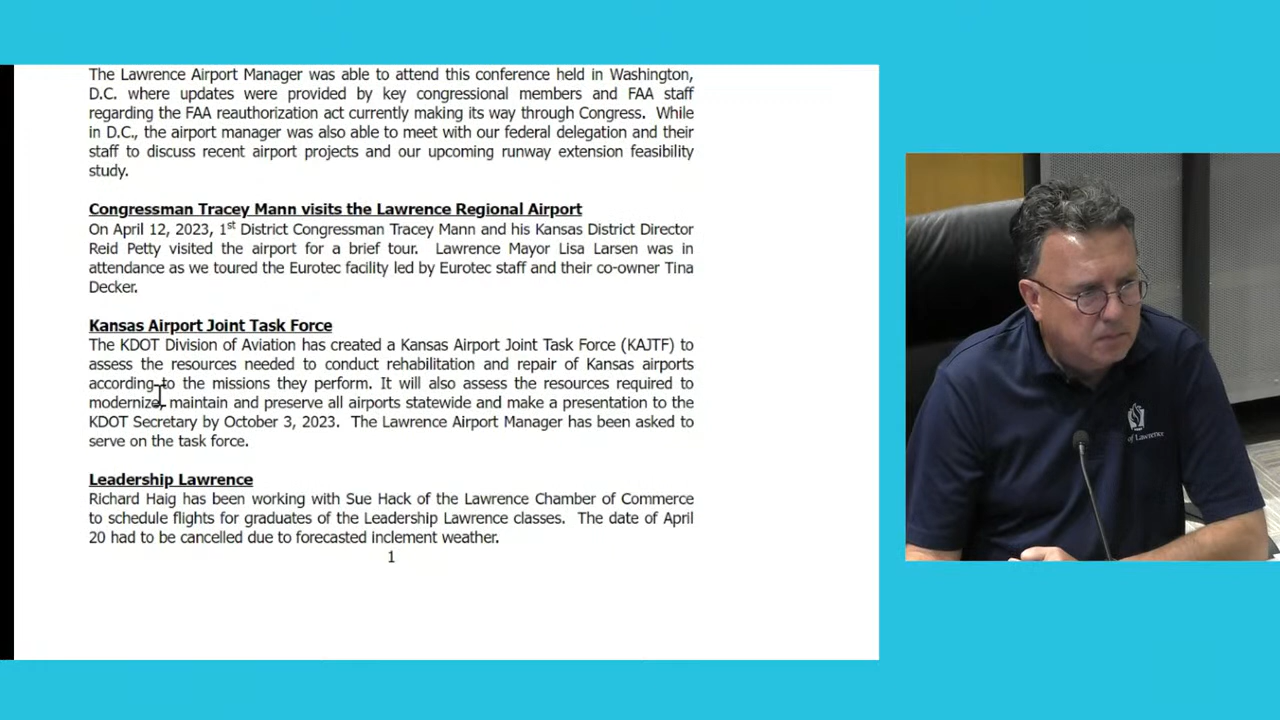 The Lawrence Airport Manager was able to attend this conference held in Washington,
D.C. where updates were provided by key congressional members and FAA staff
regarding the FAA reauthorization act currently making its way through Congress.  While
in D.C., the airport manager was also able to meet with our federal delegation and their
staff to discuss recent airport projects and our upcoming runway extension feasibility
study.
Congressman Tracey Mann visits the Lawrence Regional Airport
On April 12, 2023, 1st District Congressman Tracey Mann and his Kansas District Director
Reid Petty visited the airport for a brief tour.  Lawrence Mayor Lisa Larsen was in
attendance as we toured the Eurotec facility led by Eurotec staff and their co-owner Tina
Decker.
Kansas Airport Joint Task Force
The KDOT Division of Aviation has created a Kansas Airport Joint Task Force (KAJTF) to
assess the resources needed to conduct rehabilitation and repair of Kansas airports
according to the missions they perform. It will also assess the resources required to
modernize, maintain and preserve all airports statewide and make a presentation to the
KDOT Secretary by October 3, 2023.  The Lawrence Airport Manager has been asked to
serve on the task force.
Leadership Lawrence
Richard Haig has been working with Sue Hack of the Lawrence Chamber of Commerce
to schedule flights for graduates of the Leadership Lawrence classes.  The date of April
20 had to be cancelled due to forecasted inclement weather.
1
of Lawrence